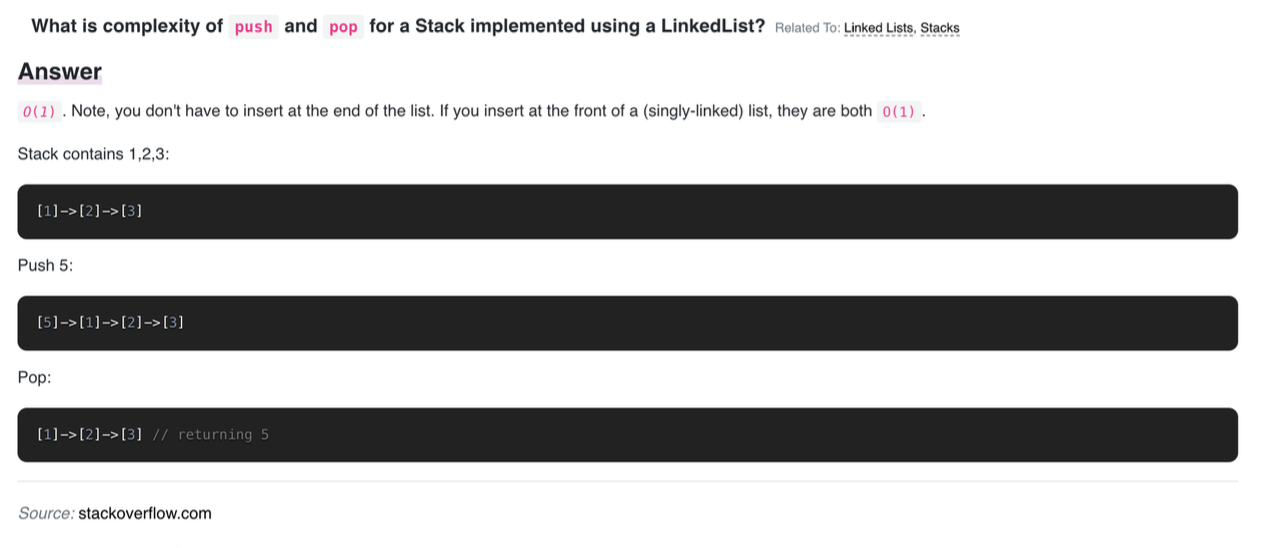 What is complexity of push and pop for a Stack implemented using a LinkedList? Related To: Linked Lists, Stacks
Answer
O(1) . Note, you don't have to insert at the end of the list. If you insert at the front of a (singly-linked) list, they are both O(1) .
Stack contains 1,2,3:
[1]->[2]->[3]
Push 5:
[5]->[1]->[2]->[3]
Pop:
[1]->[2]->[3] // returning 5
Source: stackoverflow.com